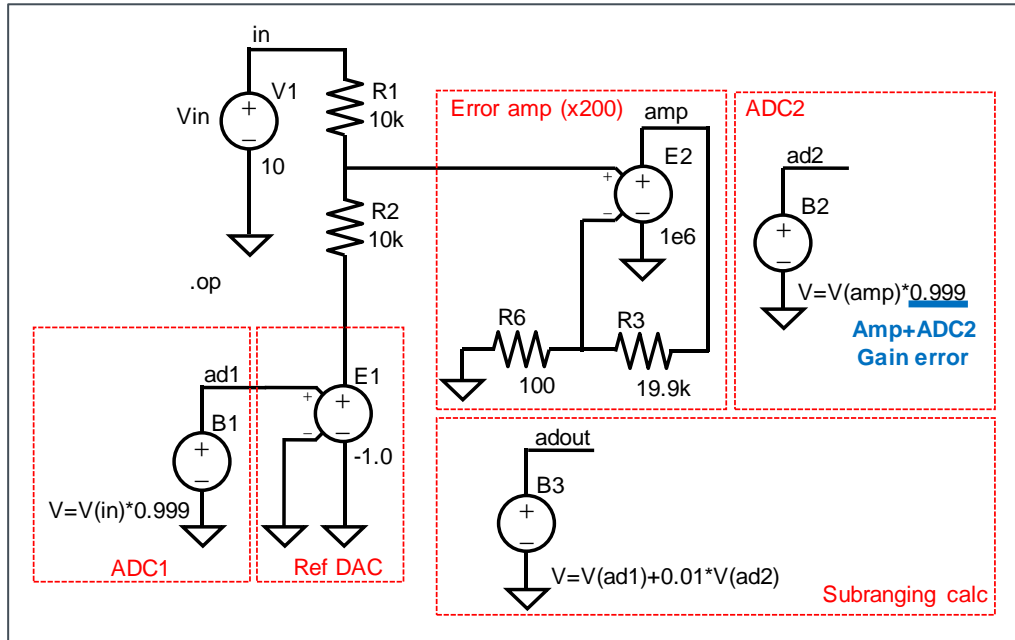 in
V1
Vin
10
R1
10k
R2
10k
.op
Error amp (x200)
amp
E2
1e6
R6
100
R3
19.9k
ADC2
ad2
B2
V=V(amp)*0.999
Amp+ADC2
Gain error
ad1
B1
V=V(in)*0.999
ADC1
E1
-1.0
Ref DAC
adout
B3
V=V(ad1)+0.01*V(ad2)
Subranging calc